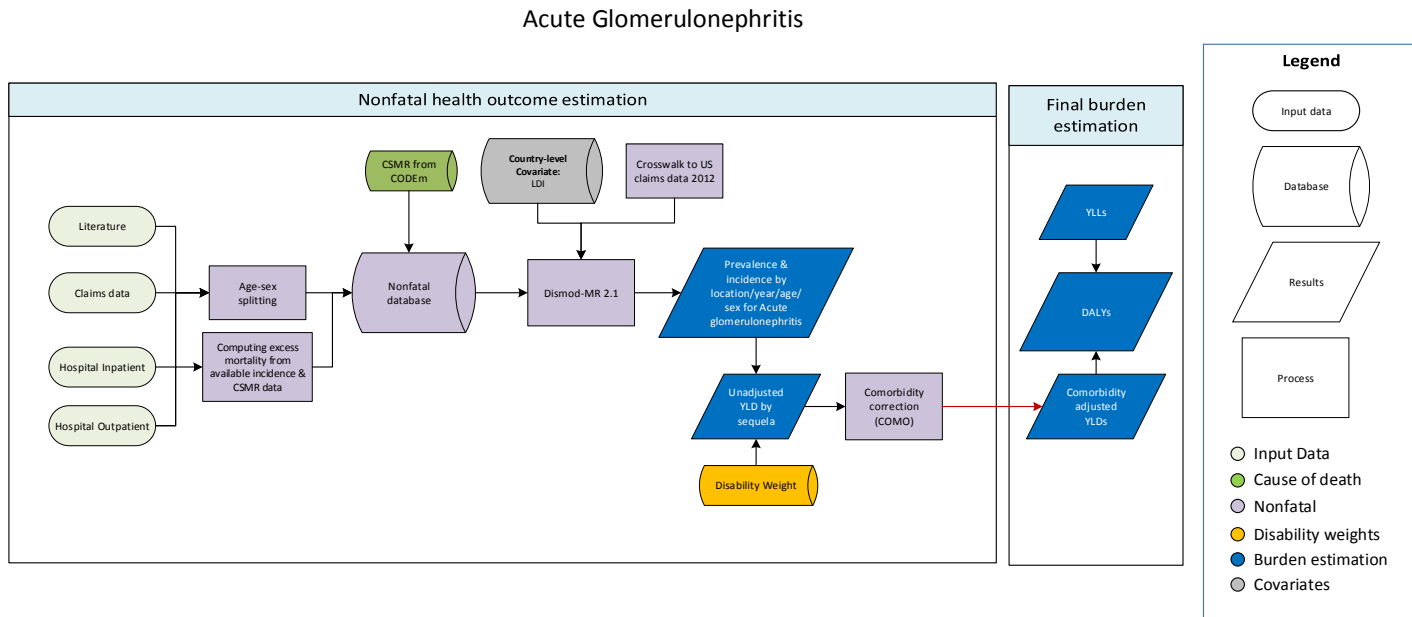 Acute Glomerulonephritis
Nonfatal health outcome estimation
Literature
Claims data
Hospital Inpatient
Hospital Outpatient
Age-sex
splitting
Computing excess
mortality from
available incidence &
CSMR data
CSMR from
CODEm
Nonfatal
database
Country-level
Covariate:
LDI
Crosswalk to US
claims data 2012
Dismod-MR 2.1
Prevalence &
incidence by
location/year/age/
sex for Acute
glomerulonephritis
Unadjusted
YLD by
sequela
Disability Weight
Comorbidity
correction
(COMO)
Final burden
estimation
YLLs
DALYs
Comorbidity
adjusted
YLDs
Legend
Input data
Database
Results
Process
Input Data
Cause of death
Nonfatal
Disability weights
Burden estimation
Covariates